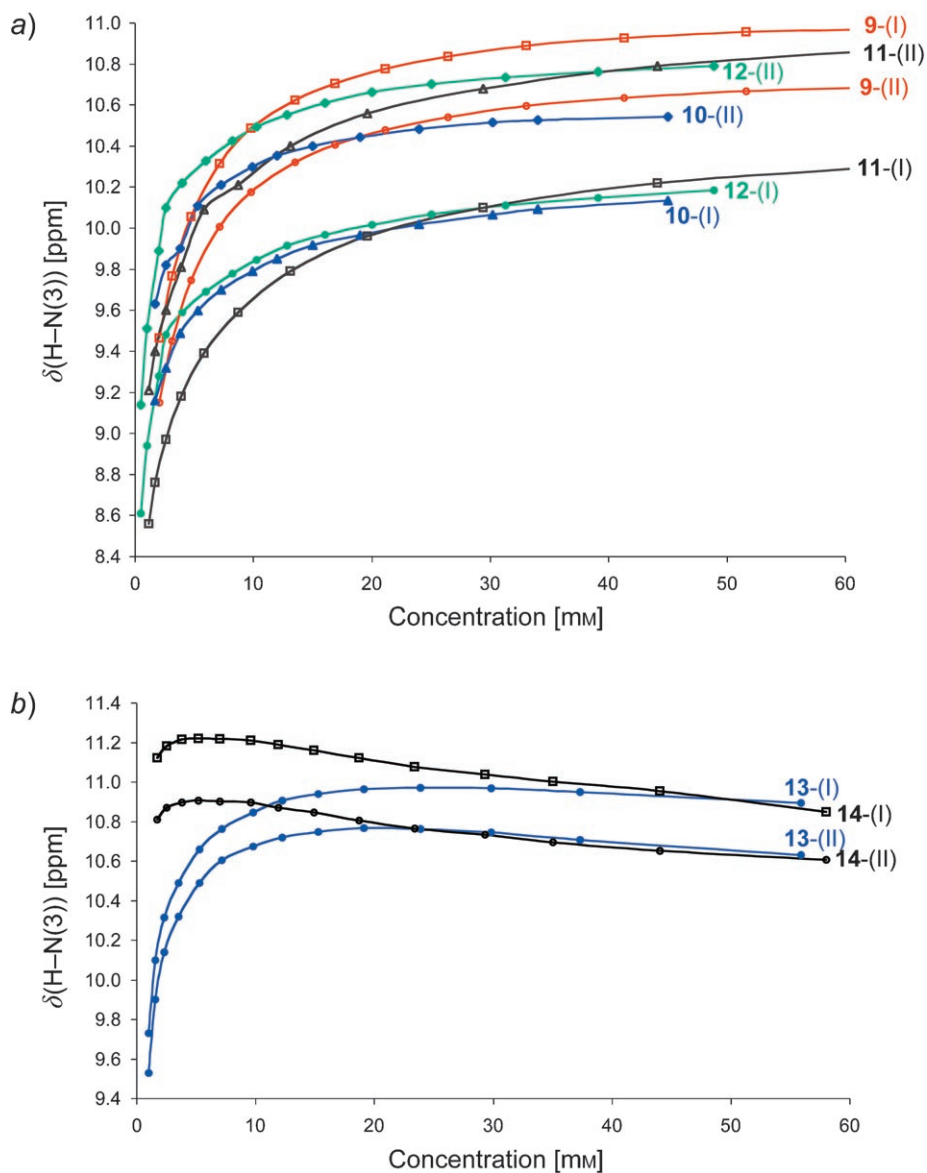 a)
11.0
10.8
10.6
10.4
10.2
10.0
9.8
9.6
9.4
9.2
9.0
8.8
8.6
8.4
δ(H–N(3)) [ppm]
9-(I)
11-(II)
12-(II)
9-(II)
10-(II)
11-(I)
12-(I)
10-(I)
0 10 20 30 40 50 60
Concentration [mM]
b)
11.4
11.2
11.0
10.8
10.6
10.4
10.2
10.0
9.8
9.6
9.4
δ(H–N(3)) [ppm]
13-(I)
14-(I)
13-(II)
14-(II)
0 10 20 30 40 50 60
Concentration [mM]